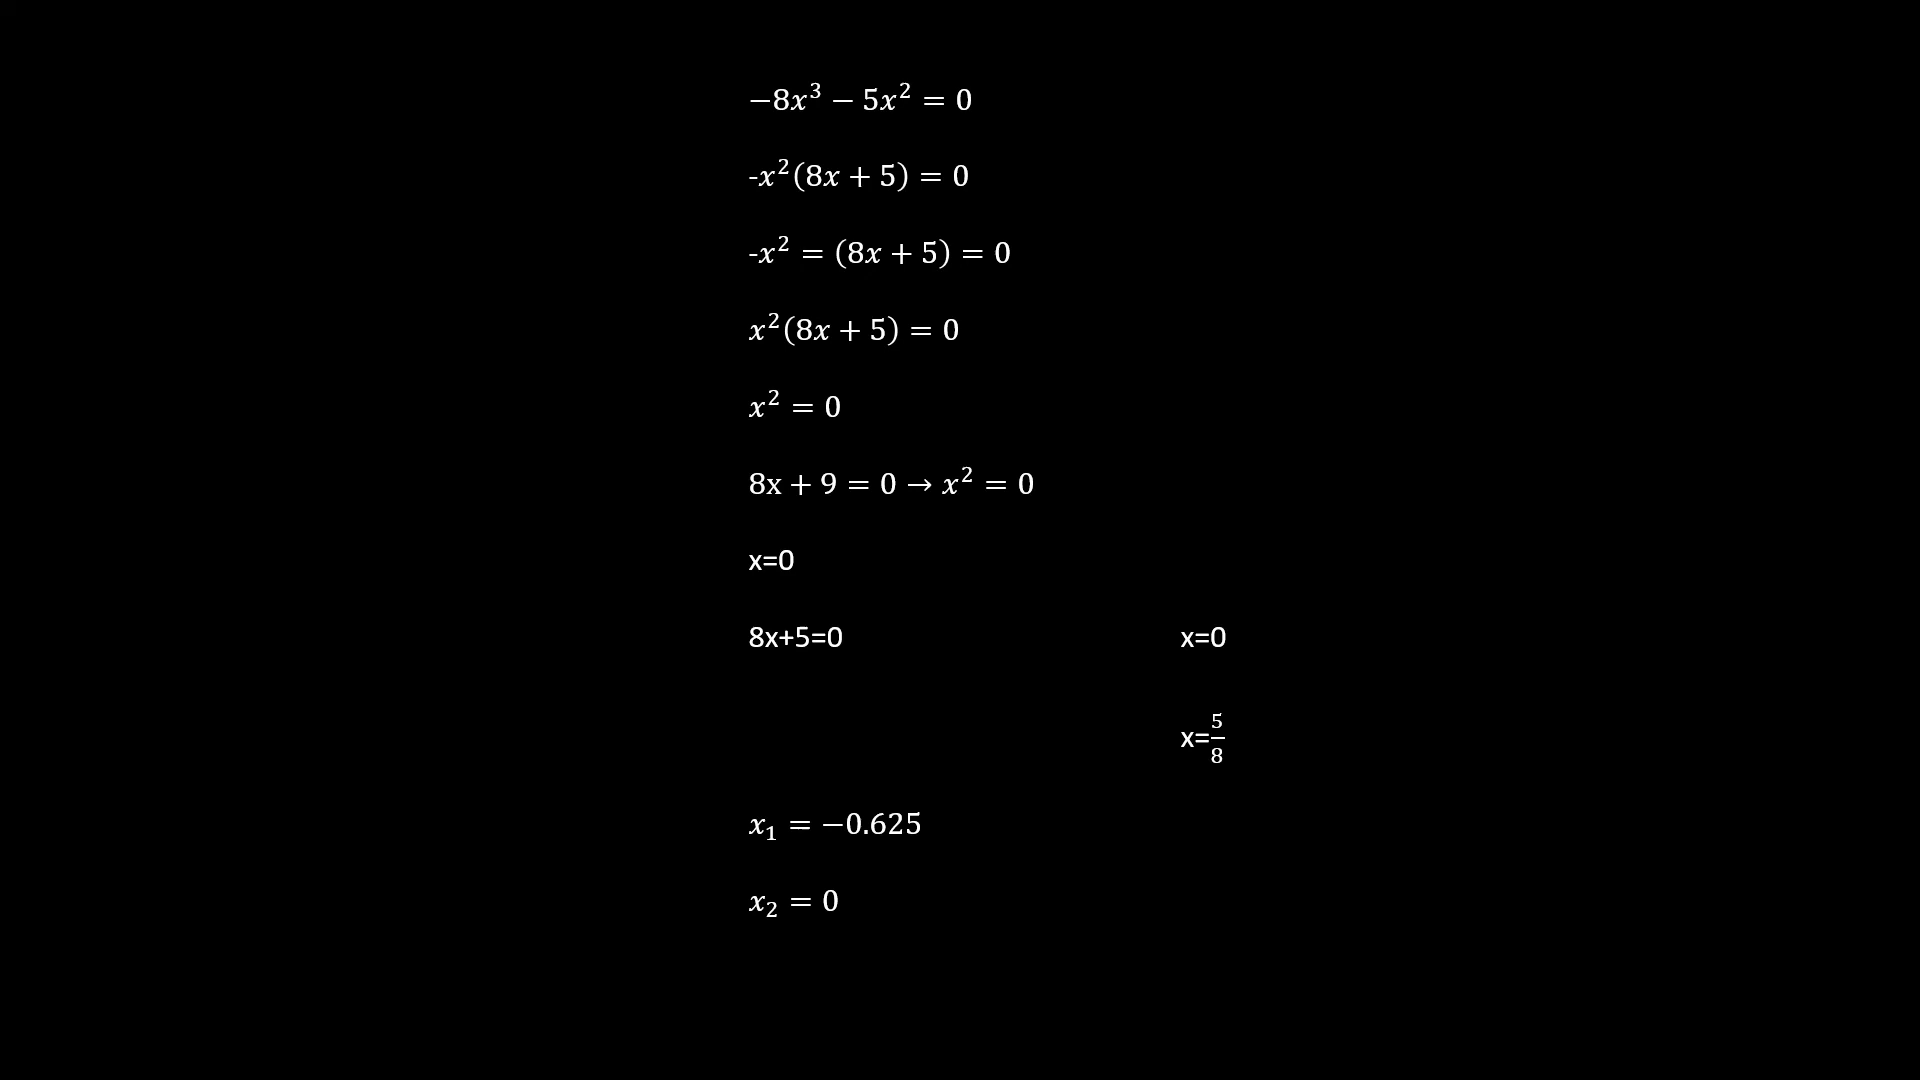 −8x³ − 5x² = 0
-x²(8x + 5) = 0
-x² = (8x + 5) = 0
x²(8x + 5) = 0
x² = 0
8x + 9 = 0 → x² = 0
x=0
8x+5=0 x=0
x=5/8
x₁ = −0.625
x₂ = 0